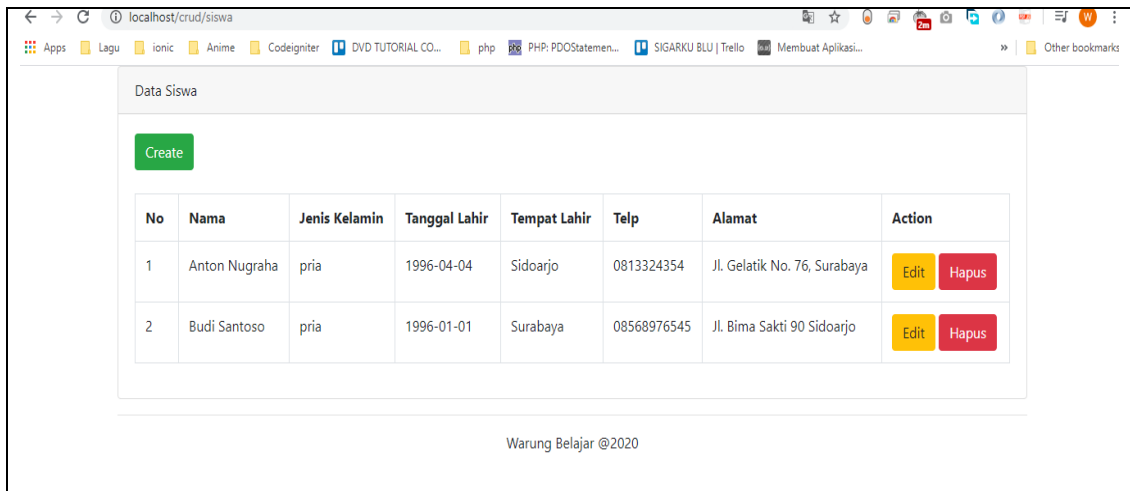 localhost/crud/siswa
2m
W
Apps Lagu ionic Anime Codeigniter DVD TUTORIAL CO... php php PHP: PDOStatemen... SIGARKU BLU | Trello Membuat Aplikasi... » Other bookmarks
Data Siswa
Create
No Nama Jenis Kelamin Tanggal Lahir Tempat Lahir Telp Alamat Action
1 Anton Nugraha pria 1996-04-04 Sidoarjo 0813324354 Jl. Gelatik No. 76, Surabaya Edit Hapus
2 Budi Santoso pria 1996-01-01 Surabaya 08568976545 Jl. Bima Sakti 90 Sidoarjo Edit Hapus
Warung Belajar @2020